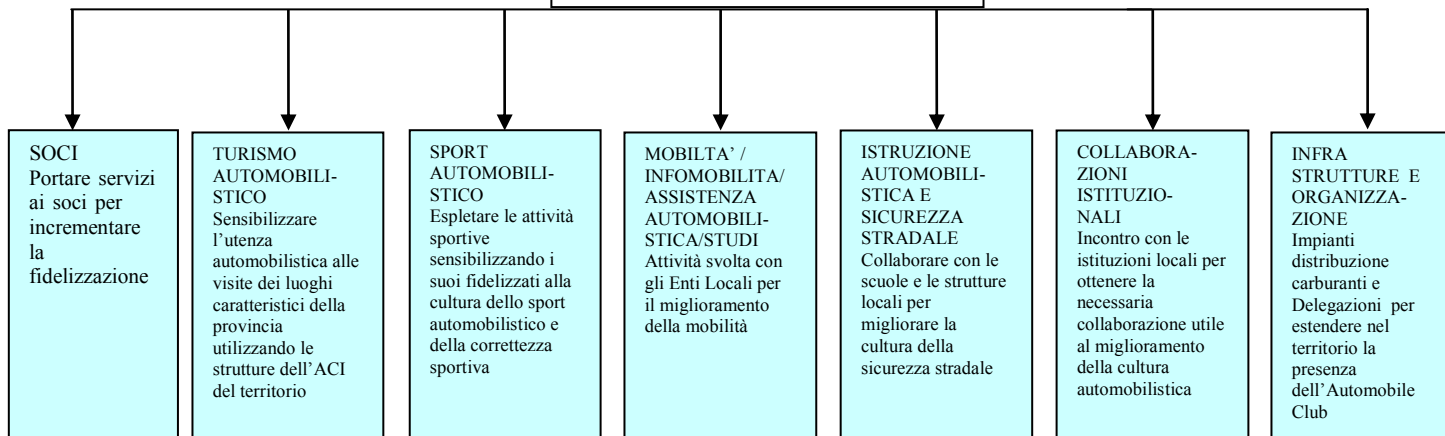 SOCI
Portare servizi
ai soci per
incrementare
la
fidelizzazione
TURISMO
AUTOMOBILI-
STICO
Sensibilizzare
l’utenza
automobilistica alle
visite dei luoghi
caratteristici della
provincia
utilizzando le
strutture dell’ACI
del territorio
SPORT
AUTOMOBILI-
STICO
Espletare le attività
sportive
sensibilizzando i
suoi fidelizzati alla
cultura dello sport
automobilistico e
della correttezza
sportiva
MOBILTA’ /
INFOMOBILITA/
ASSISTENZA
AUTOMOBILI-
STICA/STUDI
Attività svolta con
gli Enti Locali per
il miglioramento
della mobilità
ISTRUZIONE
AUTOMOBILI-
STICA E
SICUREZZA
STRADALE
Collaborare con le
scuole e le strutture
locali per
migliorare la
cultura della
sicurezza stradale
COLLABORA-
ZIONI
ISTITUZIO-
NALI
Incontro con le
istituzioni locali per
ottenere la
necessaria
collaborazione utile
al miglioramento
della cultura
automobilistica
INFRA
STRUTTURE E
ORGANIZZA-
ZIONE
Impianti
distribuzione
carburanti e
Delegazioni per
estendere nel
territorio la
presenza
dell’Automobile
Club